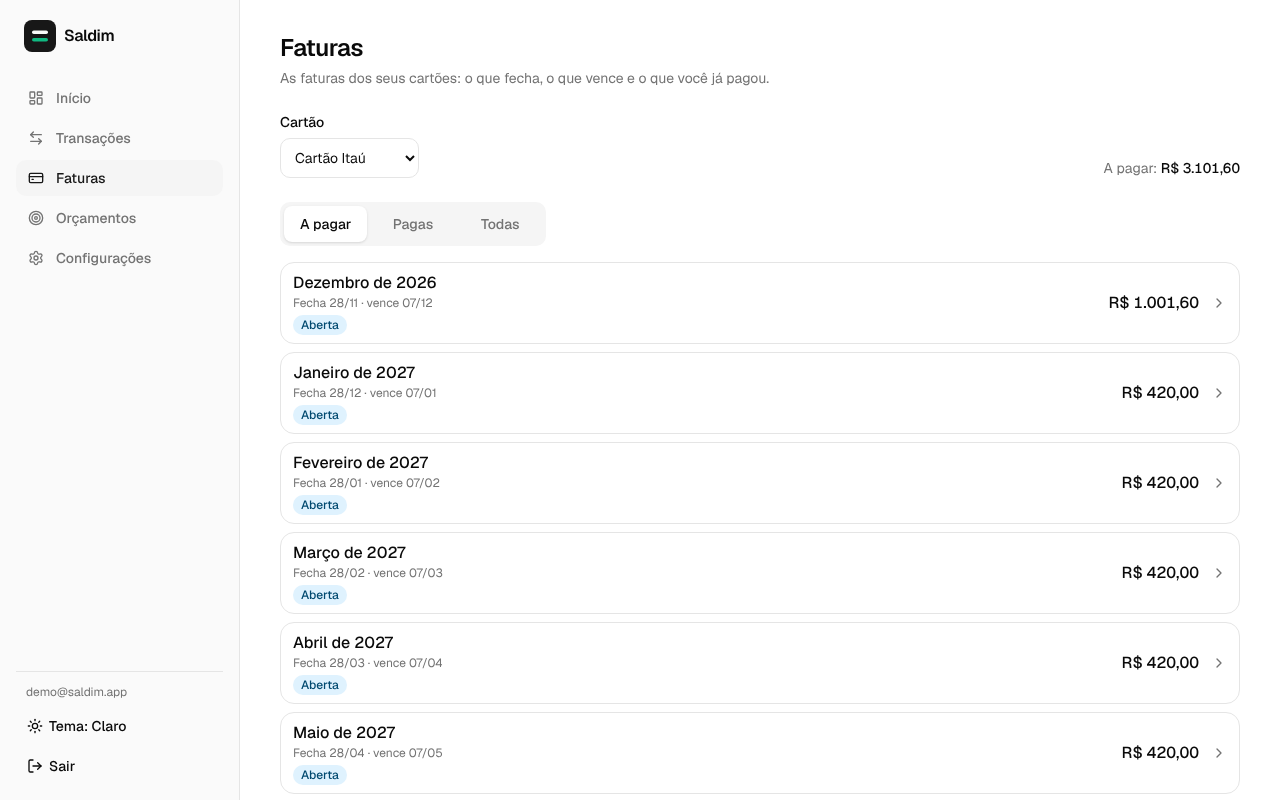 Saldim
Início
Transações
Faturas
Orçamentos
Configurações
demo@saldim.app
Tema: Claro
Sair
Faturas
As faturas dos seus cartões: o que fecha, o que vence e o que você já pagou.
Cartão
Cartão Itaú
A pagar: R$ 3.101,60
A pagar
Pagas
Todas
Dezembro de 2026
Fecha 28/11 · vence 07/12
Aberta
R$ 1.001,60
Janeiro de 2027
Fecha 28/12 · vence 07/01
Aberta
R$ 420,00
Fevereiro de 2027
Fecha 28/01 · vence 07/02
Aberta
R$ 420,00
Março de 2027
Fecha 28/02 · vence 07/03
Aberta
R$ 420,00
Abril de 2027
Fecha 28/03 · vence 07/04
Aberta
R$ 420,00
Maio de 2027
Fecha 28/04 · vence 07/05
Aberta
R$ 420,00